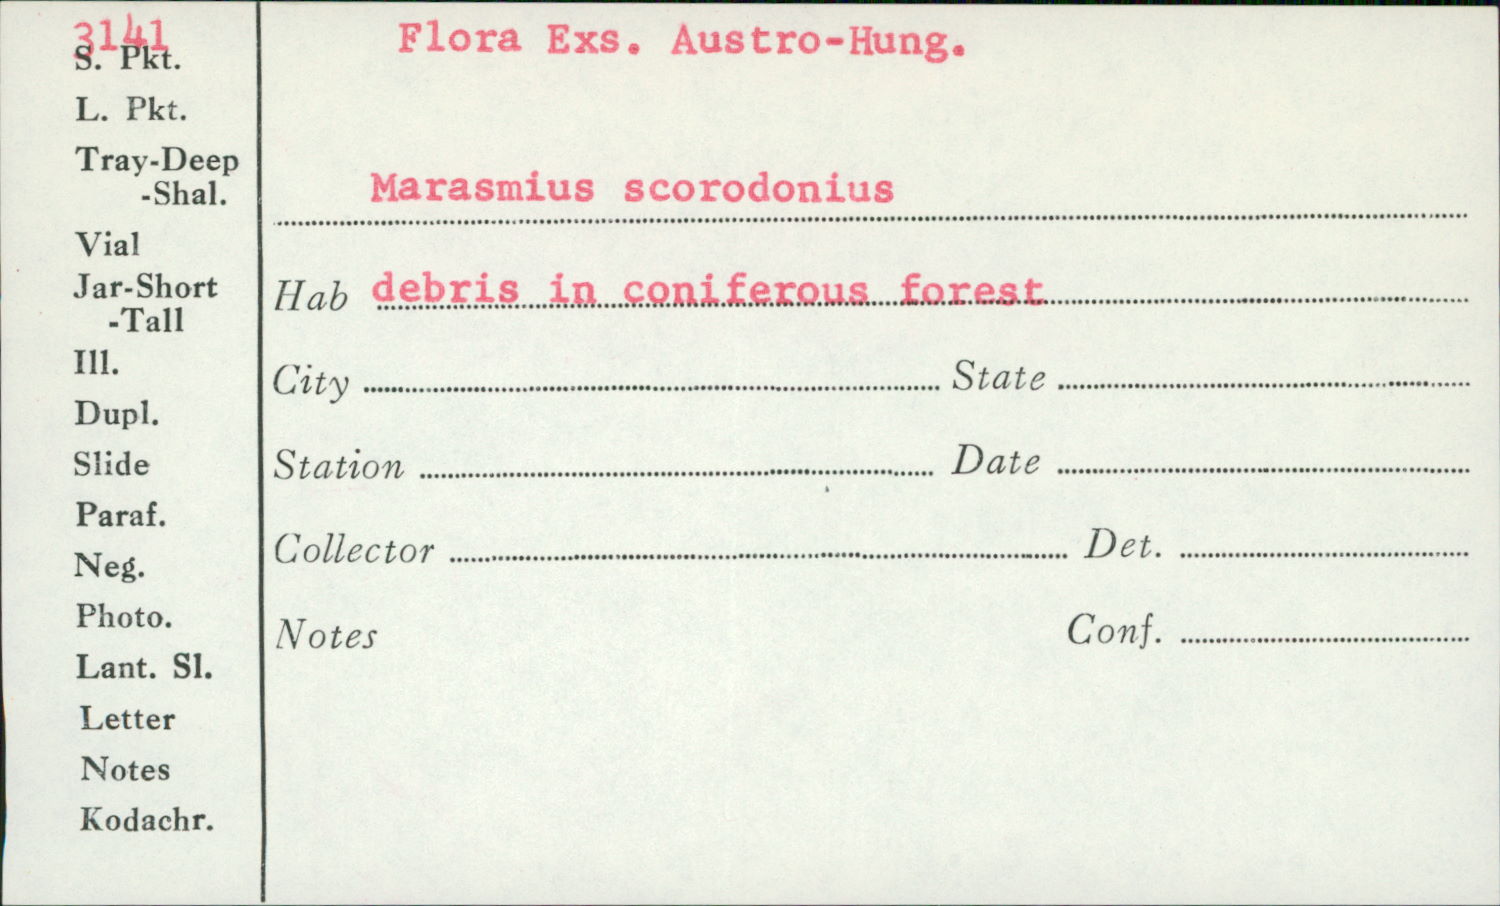 3141
Flora Exs. Austro-Hung.
S. Pkt.
L. Pkt.
Tray-Deep
-Shal.
Vial
Jar-Short
-Tall
Ill.
Dupl.
Slide
Paraf.
Neg.
Photo.
Lant. Sl.
Letter
Notes
Kodachr.
Marasmius scorodonius
Hab debris in coniferous forest
City State
Station Date
Collector Det.
Notes Conf.